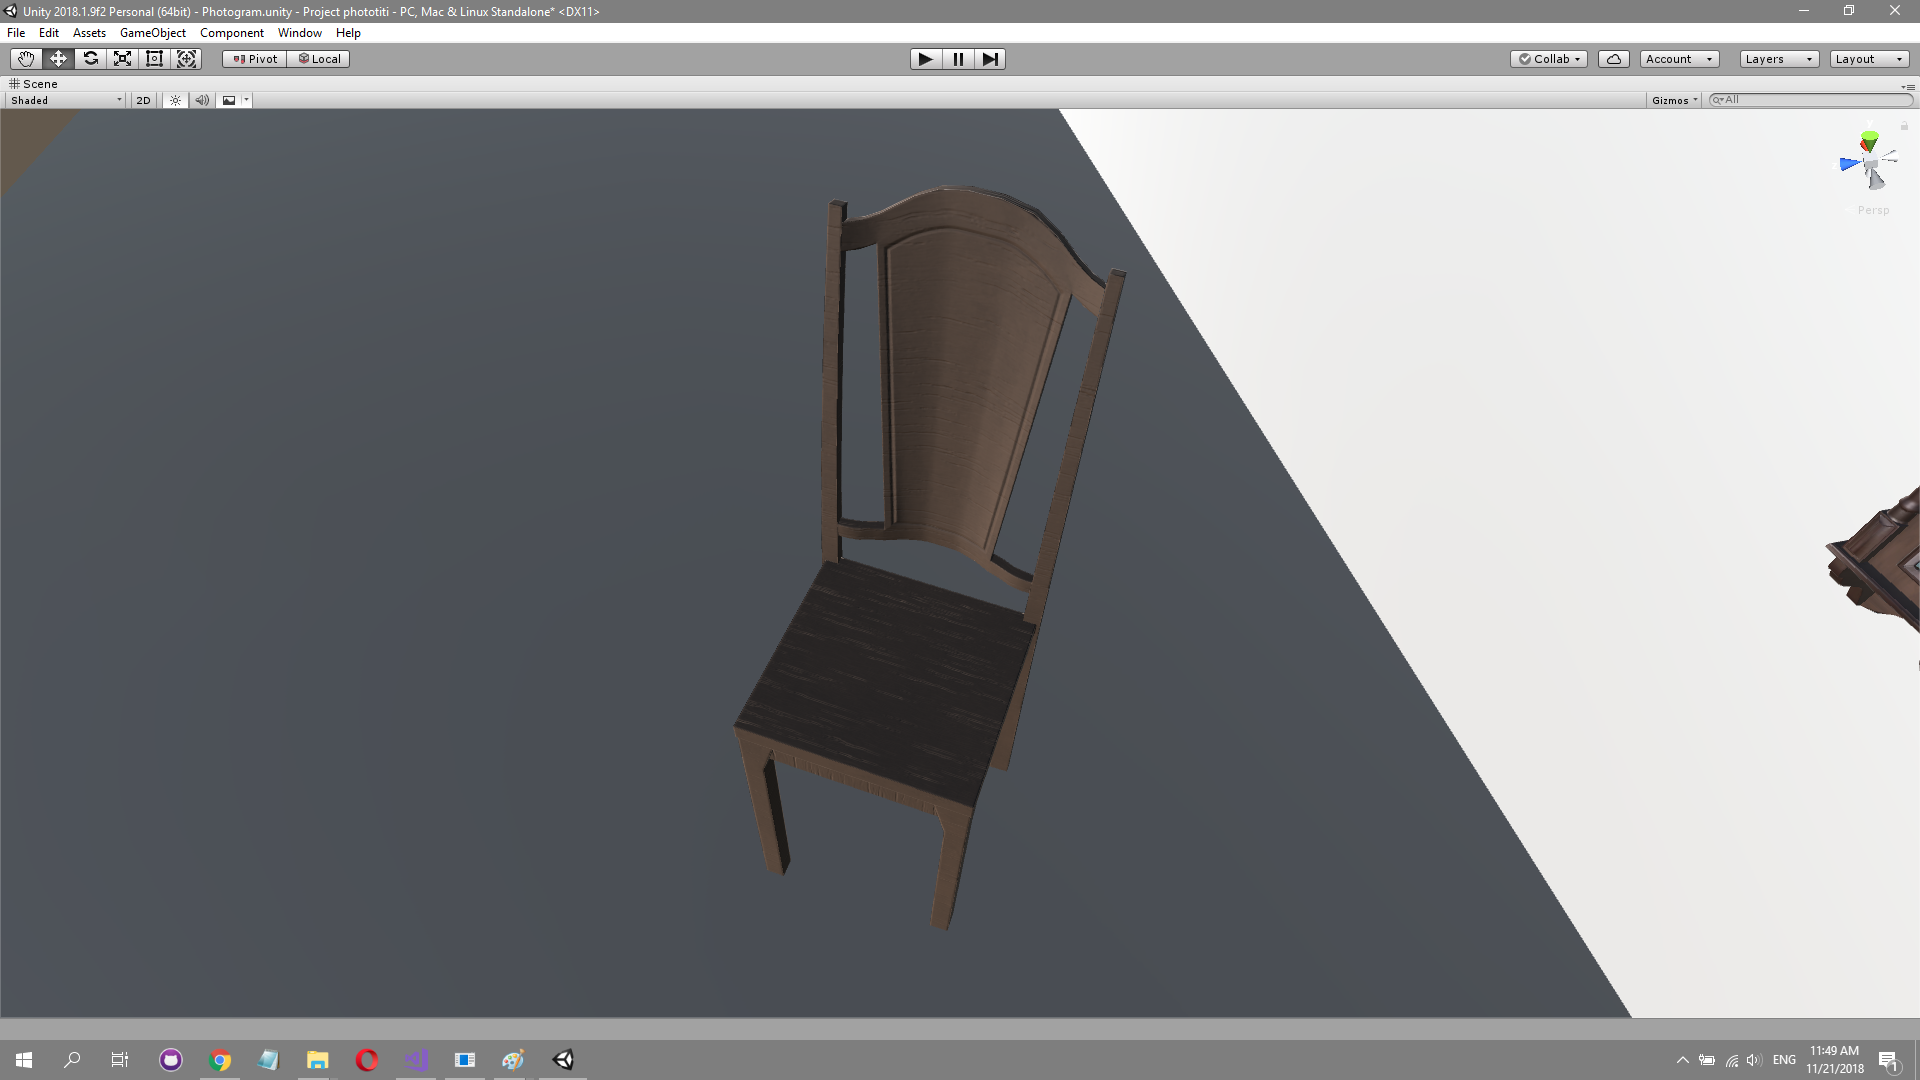 Unity 2018.1.9f2 Personal (64bit) - Photogram.unity - Project phototiti - PC, Mac & Linux Standalone* <DX11>
File Edit Assets GameObject Component Window Help
Pivot Local Collab Account Layers Layout
Scene
Shaded 2D Gizmos All
Persp
ENG 11:49 AM
11/21/2018 1